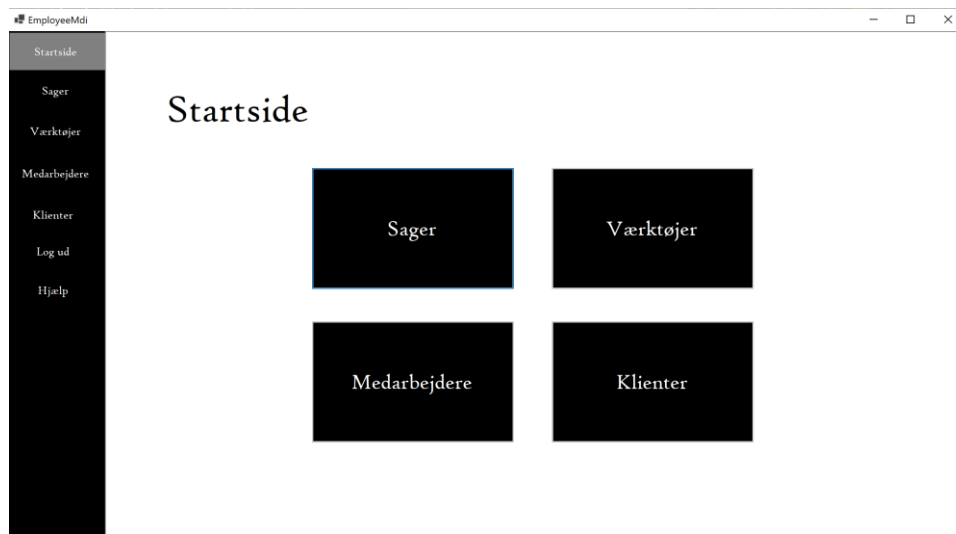 EmployeeMdi
Startside
Sager
Værktøjer
Medarbejdere
Klienter
Log ud
Hjælp
Startside
Sager
Værktøjer
Medarbejdere
Klienter